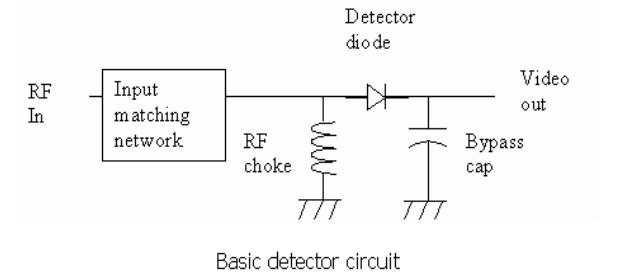 Detector
diode
RF
In
Input
matching
network
Video
out
RF
choke
Bypass
cap
Basic detector circuit